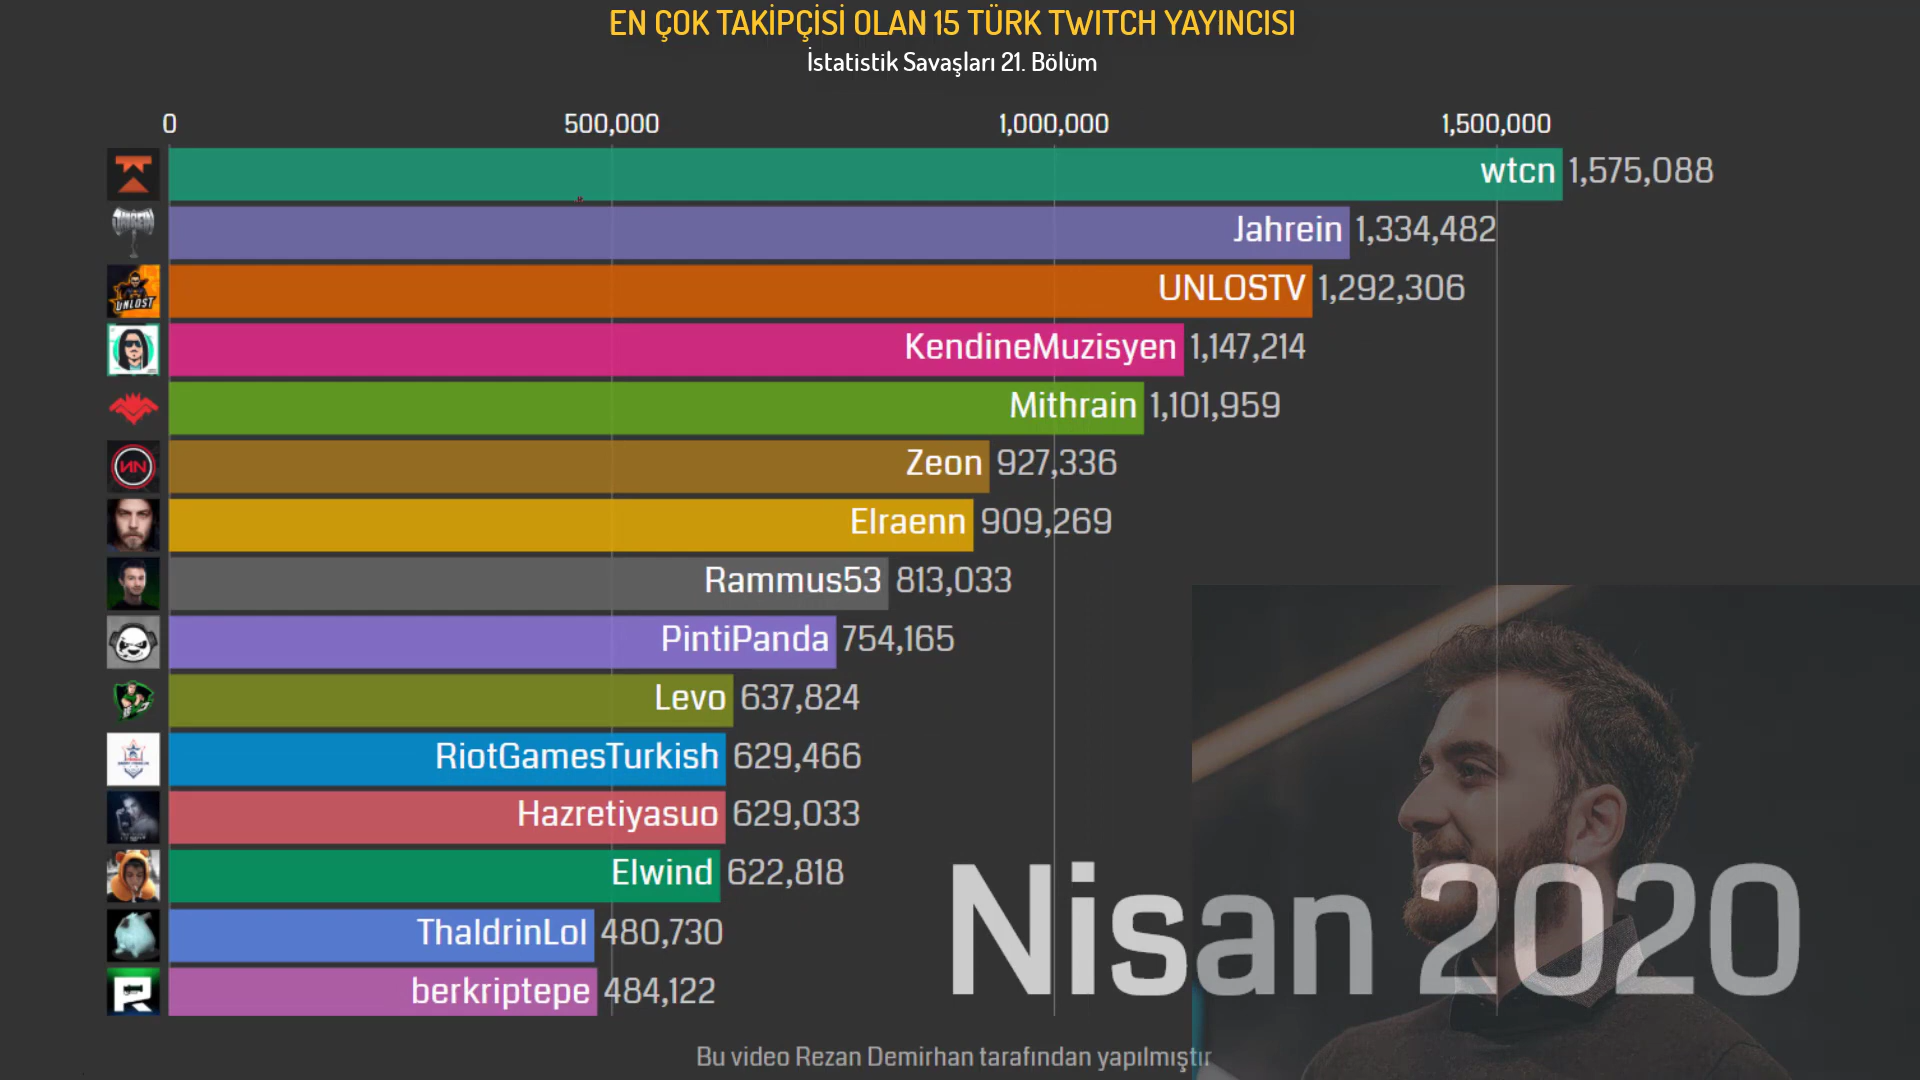 EN ÇOK TAKİPÇİSİ OLAN 15 TÜRK TWITCH YAYINCISI
İstatistik Savaşları 21. Bölüm
0 500,000 1,000,000 1,500,000
wtcn 1,575,088
Jahrein 1,334,482
UNLOST
UNLOSTV 1,292,306
KendineMuzisyen 1,147,214
Mithrain 1,101,959
Zeon 927,336
Elraenn 909,269
Rammus53 813,033
PintiPanda 754,165
Levo 637,824
RiotGamesTurkish 629,466
Hazretiyasuo 629,033
Elwind 622,818
ThaldrinLol 480,730
berkriptepe 484,122
Nisan 2020
Bu video Rezan Demirhan tarafından yapılmıştır